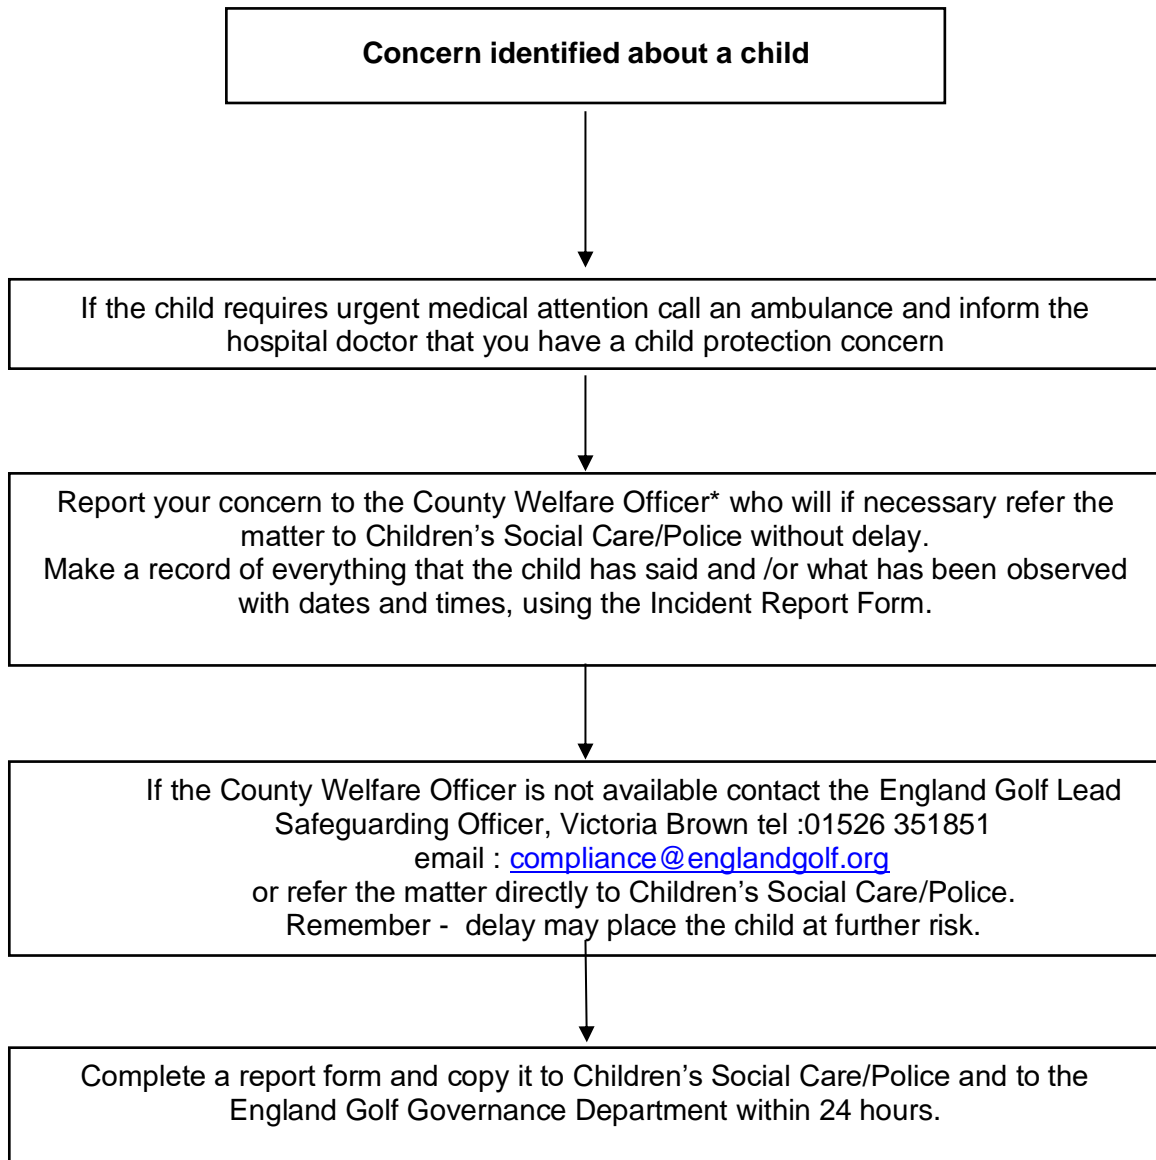 Concern identified about a child
If the child requires urgent medical attention call an ambulance and inform the
hospital doctor that you have a child protection concern
Report your concern to the County Welfare Officer* who will if necessary refer the
matter to Children’s Social Care/Police without delay.
Make a record of everything that the child has said and /or what has been observed
with dates and times, using the Incident Report Form.
If the County Welfare Officer is not available contact the England Golf Lead
Safeguarding Officer, Victoria Brown tel :01526 351851
email : compliance@englandgolf.org
or refer the matter directly to Children’s Social Care/Police.
Remember -  delay may place the child at further risk.
Complete a report form and copy it to Children’s Social Care/Police and to the
England Golf Governance Department within 24 hours.